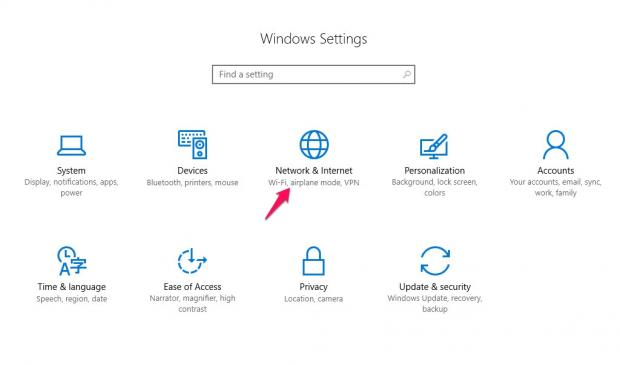 Windows Settings
Find a setting
System
Display, notifications, apps,
power
Devices
Bluetooth, printers, mouse
Network & Internet
Wi-Fi, airplane mode, VPN
Personalization
Background, lock screen,
colors
Accounts
Your accounts, email, sync,
work, family
A字
Time & language
Speech, region, date
Ease of Access
Narrator, magnifier, high
contrast
Privacy
Location, camera
Update & security
Windows Update, recovery,
backup